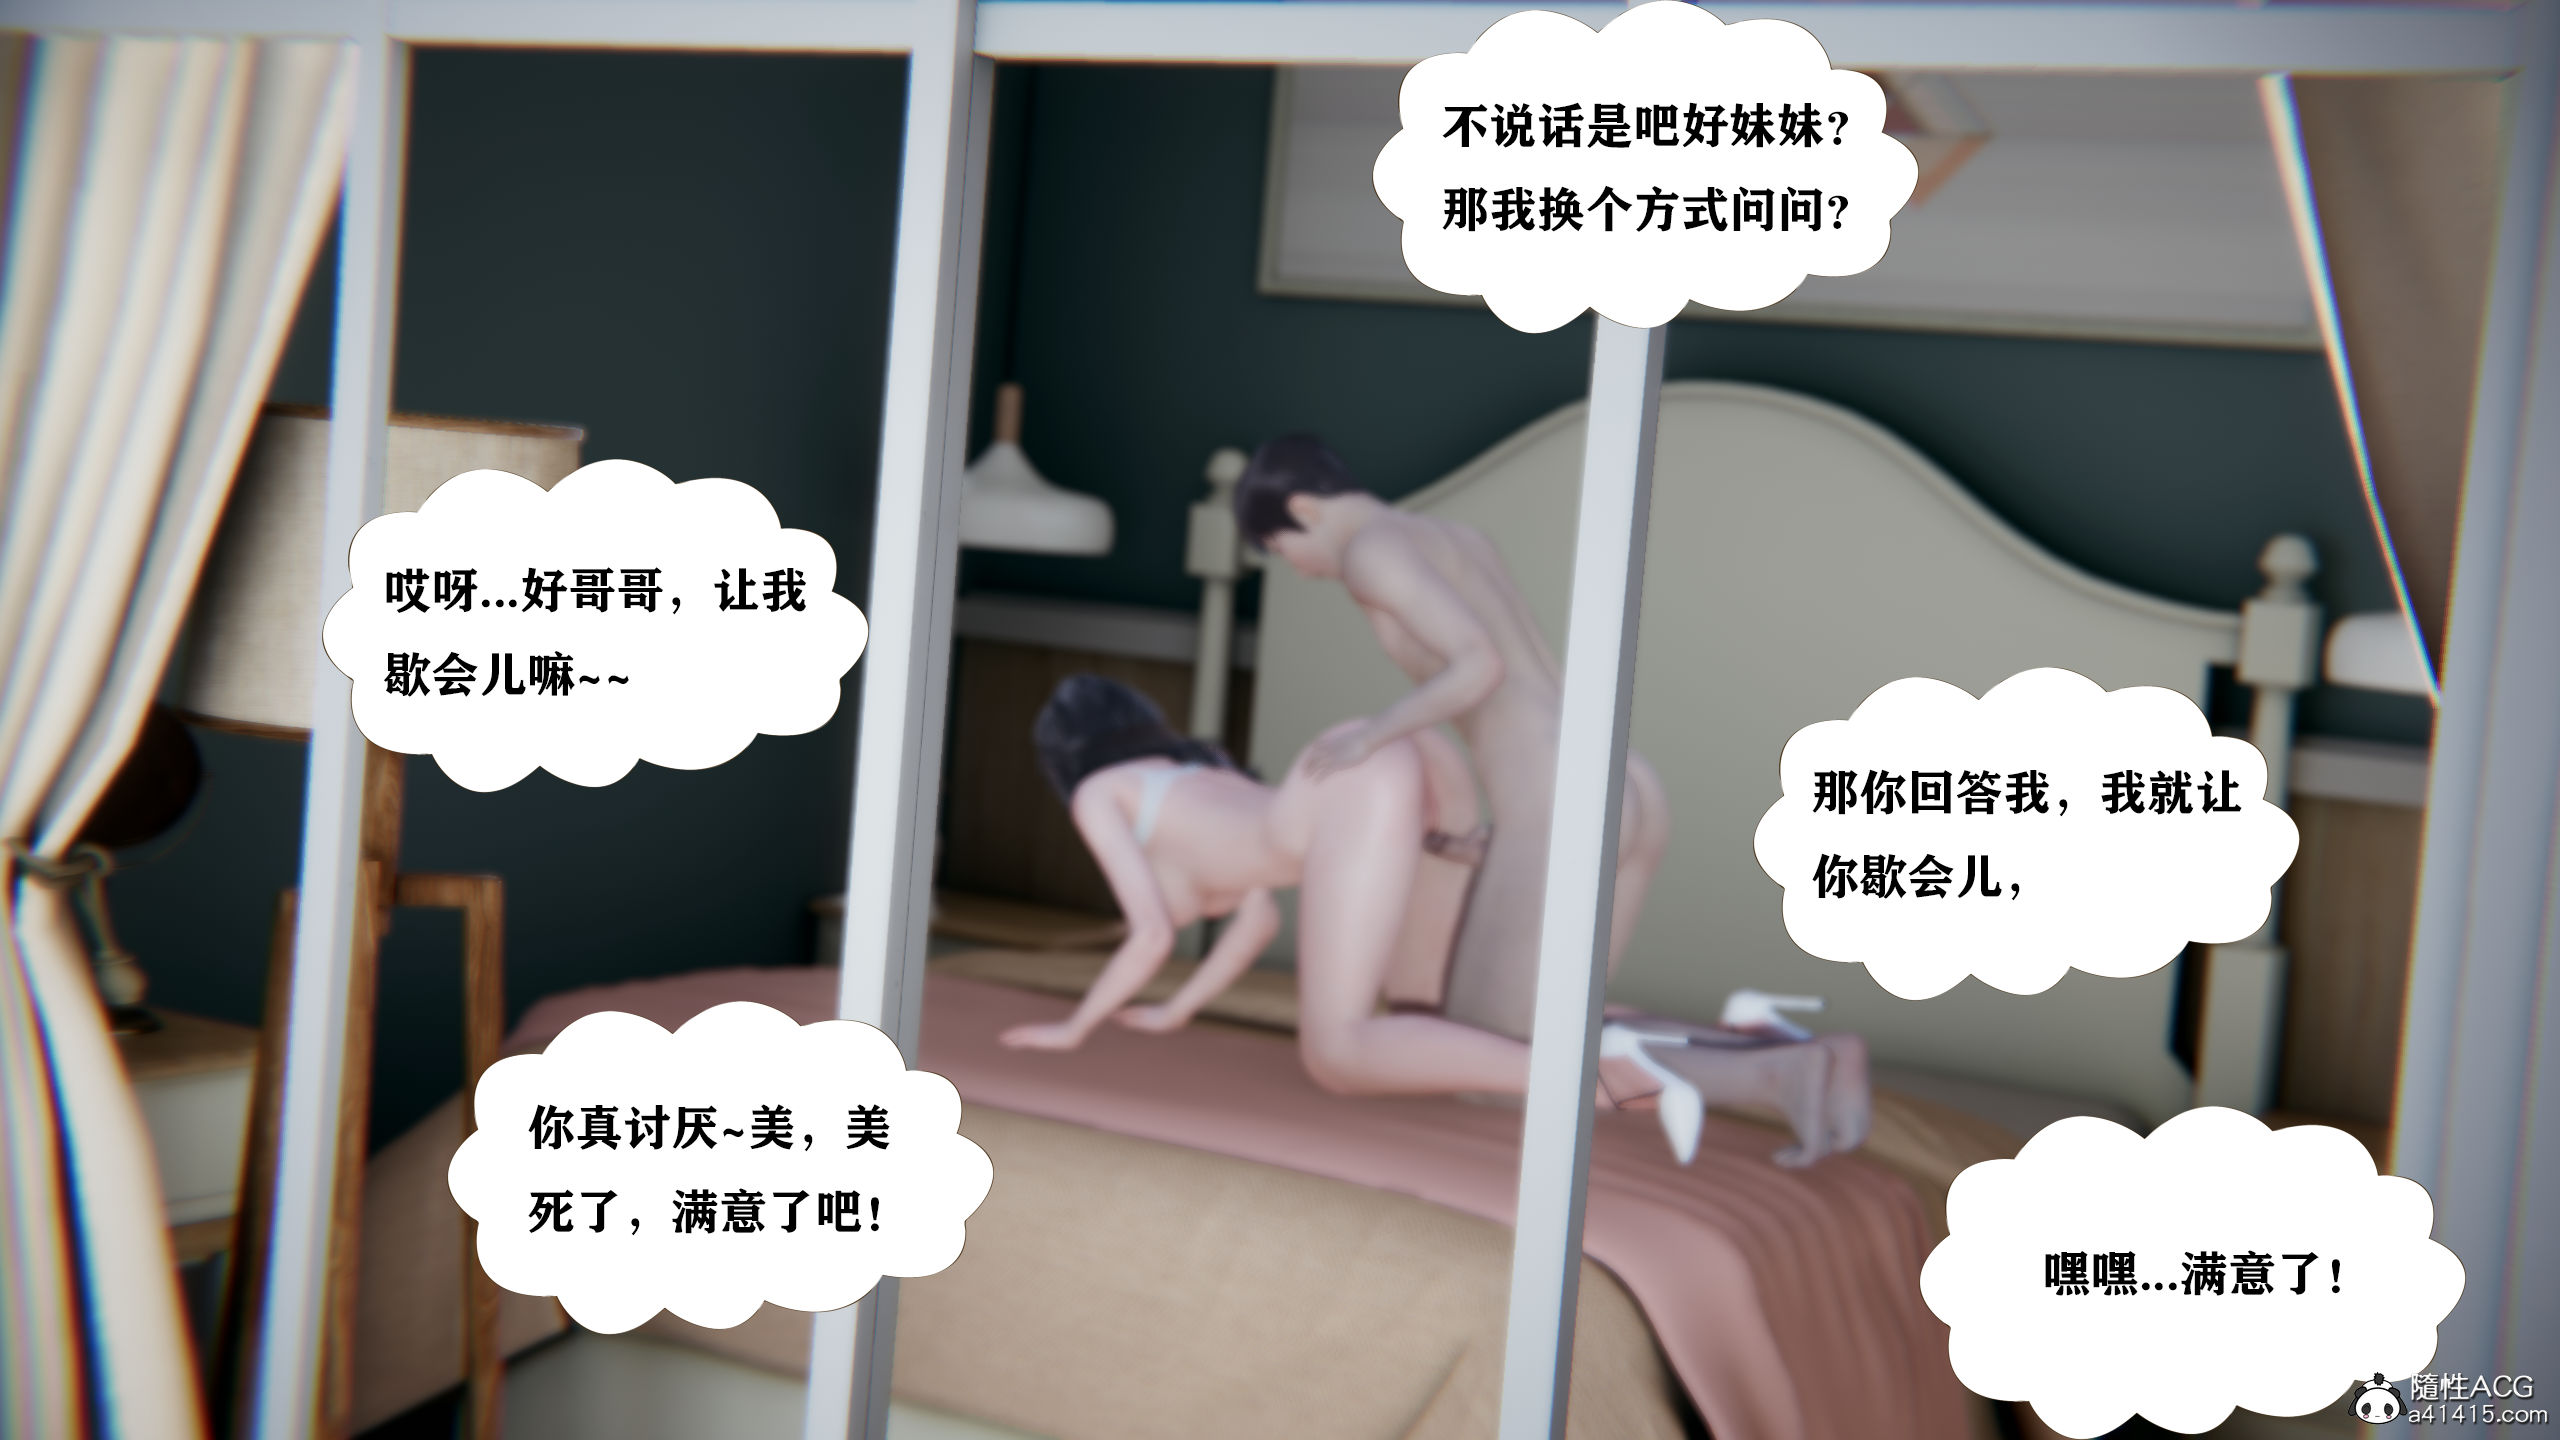 不说话是吧好妹妹？
那我换个方式问问？
哎呀...好哥哥，让我
歇会儿嘛~~
那你回答我，我就让
你歇会儿，
你真讨厌~美，美
死了，满意了吧！
嘿嘿...满意了！
隨性ACG
a41415.com